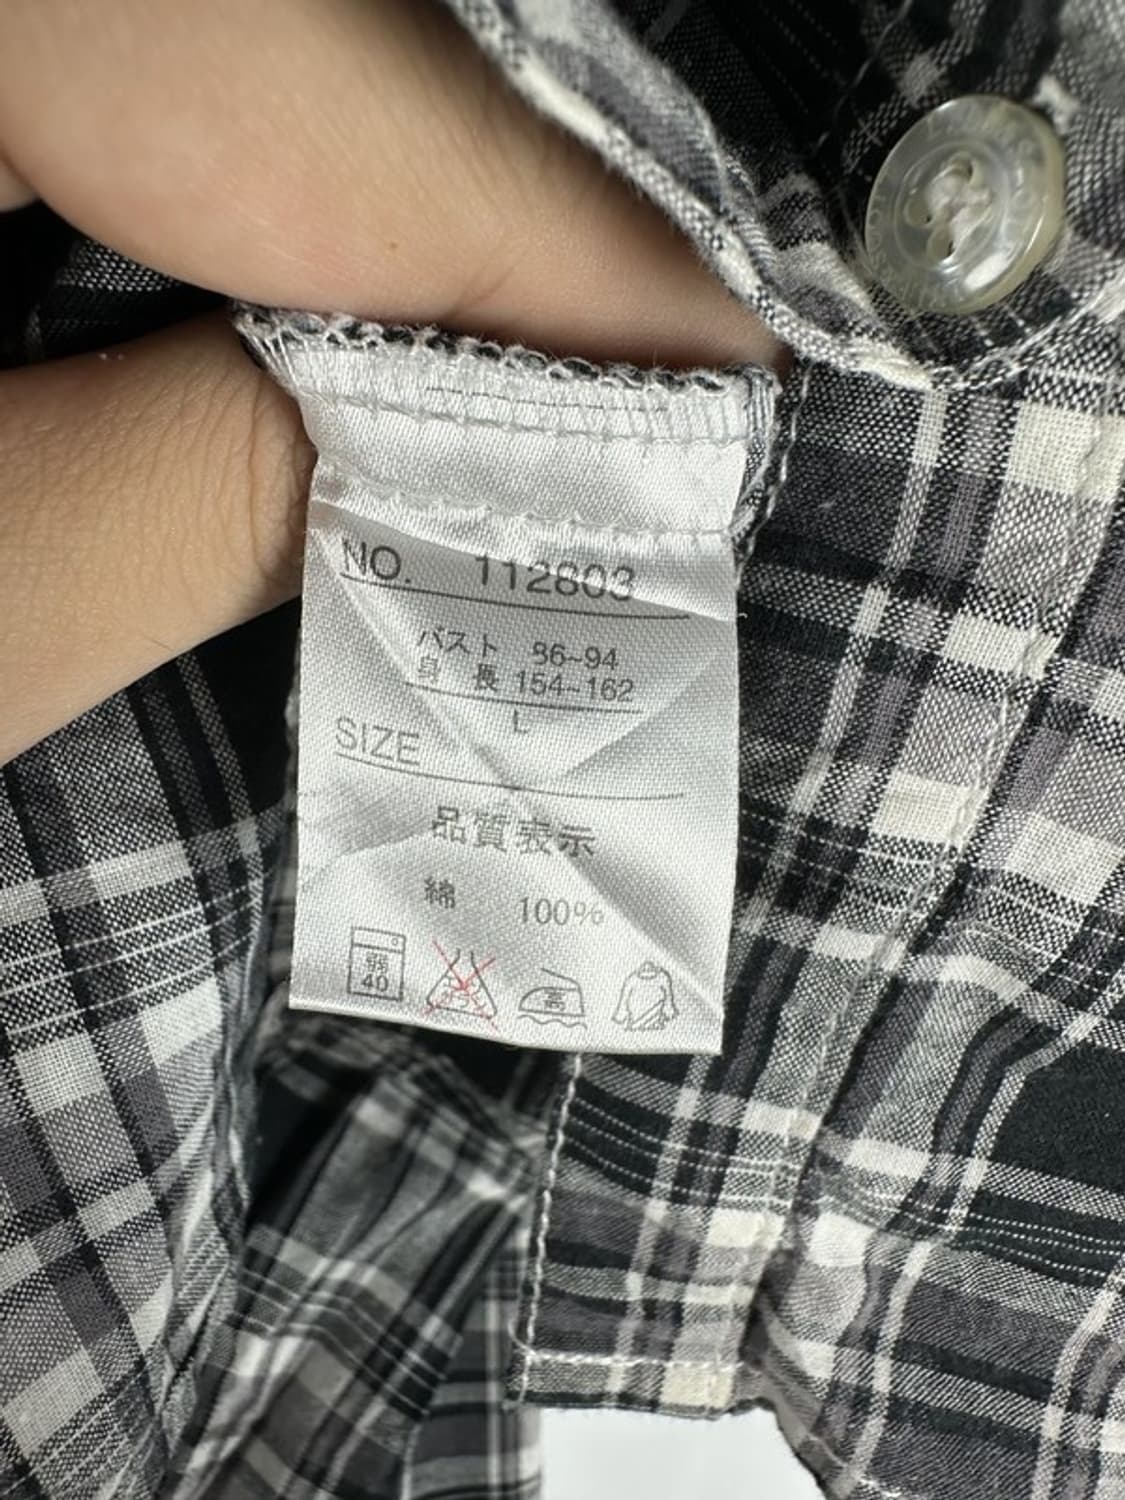 NO. 112803
バスト 86~94
身 長 154~162
L
SIZE
品質表示
綿 100%
弱
40
高